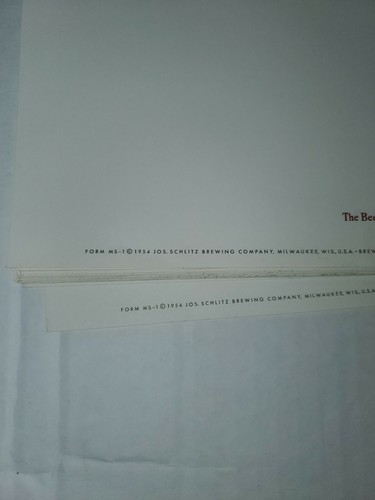 The Bee
FORM MS-1 © 1954 JOS. SCHLITZ BREWING COMPANY, MILWAUKEE, WIS., U.S.A. • BREW
FORM MS-1 © 1954 JOS. SCHLITZ BREWING COMPANY, MILWAUKEE, WIS., U.S.A.